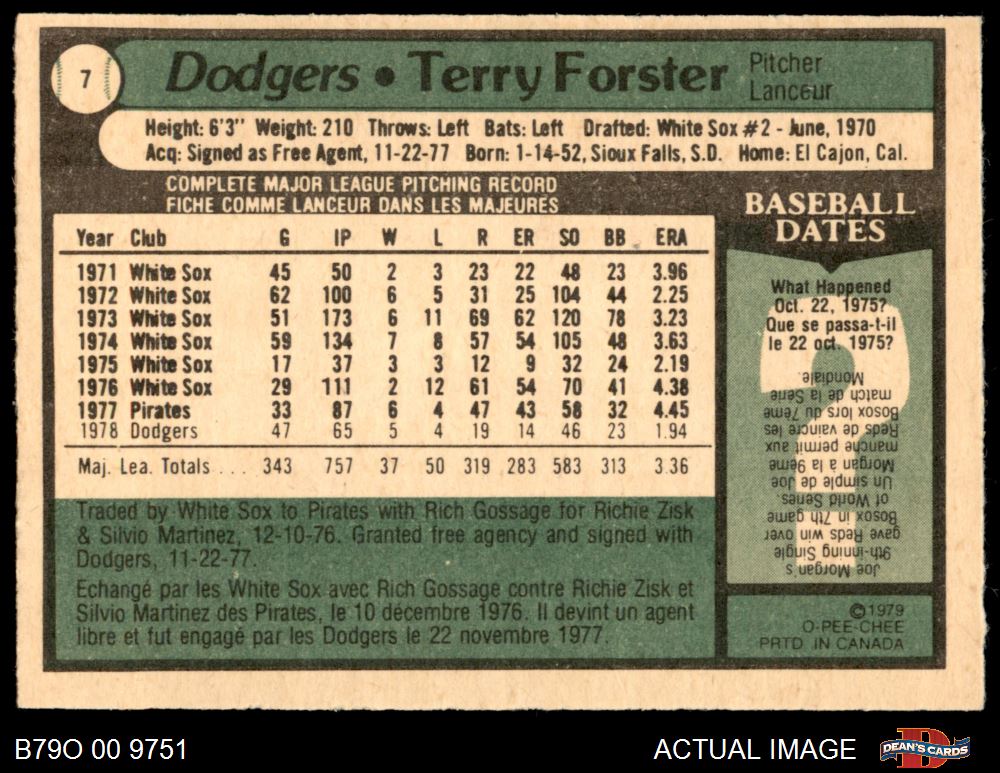 7
Dodgers • Terry Forster
Pitcher
Lanceur
Height: 6'3" Weight: 210 Throws: Left Bats: Left Drafted: White Sox #2 - June, 1970
Acq: Signed as Free Agent, 11-22-77 Born: 1-14-52, Sioux Falls, S.D. Home: El Cajon, Cal.
COMPLETE MAJOR LEAGUE PITCHING RECORD
FICHE COMME LANCEUR DANS LES MAJEURES
Year Club G IP W L R ER SO BB ERA
1971 White Sox 45 50 2 3 23 22 48 23 3.96
1972 White Sox 62 100 6 5 31 25 104 44 2.25
1973 White Sox 51 173 6 11 69 62 120 78 3.23
1974 White Sox 59 134 7 8 57 54 105 48 3.63
1975 White Sox 17 37 3 3 12 9 32 24 2.19
1976 White Sox 29 111 2 12 61 54 70 41 4.38
1977 Pirates 33 87 6 4 47 43 58 32 4.45
1978 Dodgers 47 65 5 4 19 14 46 23 1.94
Maj. Lea. Totals ... 343 757 37 50 319 283 583 313 3.36
Traded by White Sox to Pirates with Rich Gossage for Richie Zisk
& Silvio Martinez, 12-10-76. Granted free agency and signed with
Dodgers, 11-22-77.
Echangé par les White Sox avec Rich Gossage contre Richie Zisk et
Silvio Martinez des Pirates, le 10 décembre 1976. Il devint un agent
libre et fut engagé par les Dodgers le 22 novembre 1977.
BASEBALL
DATES
What Happened
Oct. 22, 1975?
Que se passa-t-il
le 22 oct. 1975?
Joe Morgan's
9th-inning Single
gave Reds win over
Bosox in 7th game
of World Series.
Un simple de Joe
Morgan à la 9ème
manche permit aux
Reds de vaincre les
Bosox lors du 7ème
match de la Série
Mondiale.
©1979
O-PEE-CHEE
PRTD IN CANADA
B79O 00 9751
ACTUAL IMAGE
DEAN'S CARDS